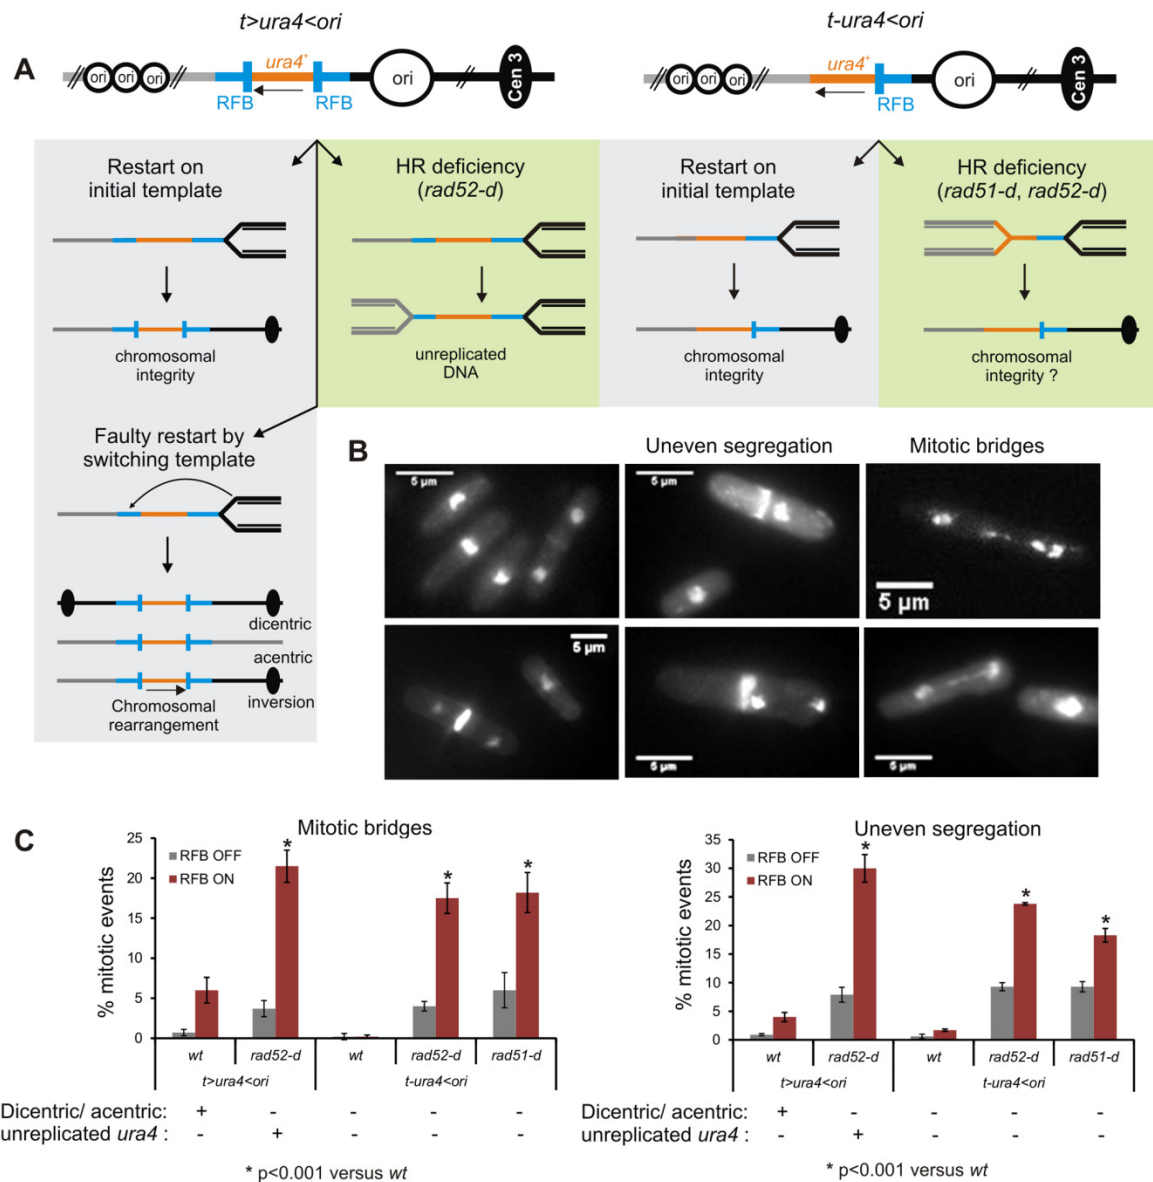 t>ura4<ori
t-ura4<ori
A
ori ori ori
ura4+
RFB
RFB
ori
Cen 3
ori ori ori
ura4+
RFB
ori
Cen 3
Restart on
initial template
chromosomal
integrity
HR deficiency
(rad52-d)
unreplicated
DNA
Restart on
initial template
chromosomal
integrity
HR deficiency
(rad51-d, rad52-d)
chromosomal
integrity ?
Faulty restart by
switching template
dicentric
acentric
inversion
Chromosomal
rearrangement
B
Uneven segregation
Mitotic bridges
5 µm
5 µm
5 µm
5 µm
5 µm
5 µm
C
Mitotic bridges
RFB OFF
RFB ON
% mitotic events
25
20
15
10
5
0
*
*
*
wt
rad52-d
wt
rad52-d
rad51-d
t>ura4<ori
t-ura4<ori
Dicentric/ acentric: + - - - -
unreplicated ura4 : - + - - -
* p<0.001 versus wt
Uneven segregation
RFB OFF
RFB ON
% mitotic events
35
30
25
20
15
10
5
0
*
*
*
wt
rad52-d
wt
rad52-d
rad51-d
t>ura4<ori
t-ura4<ori
Dicentric/ acentric: + - - - -
unreplicated ura4 : - + - - -
* p<0.001 versus wt